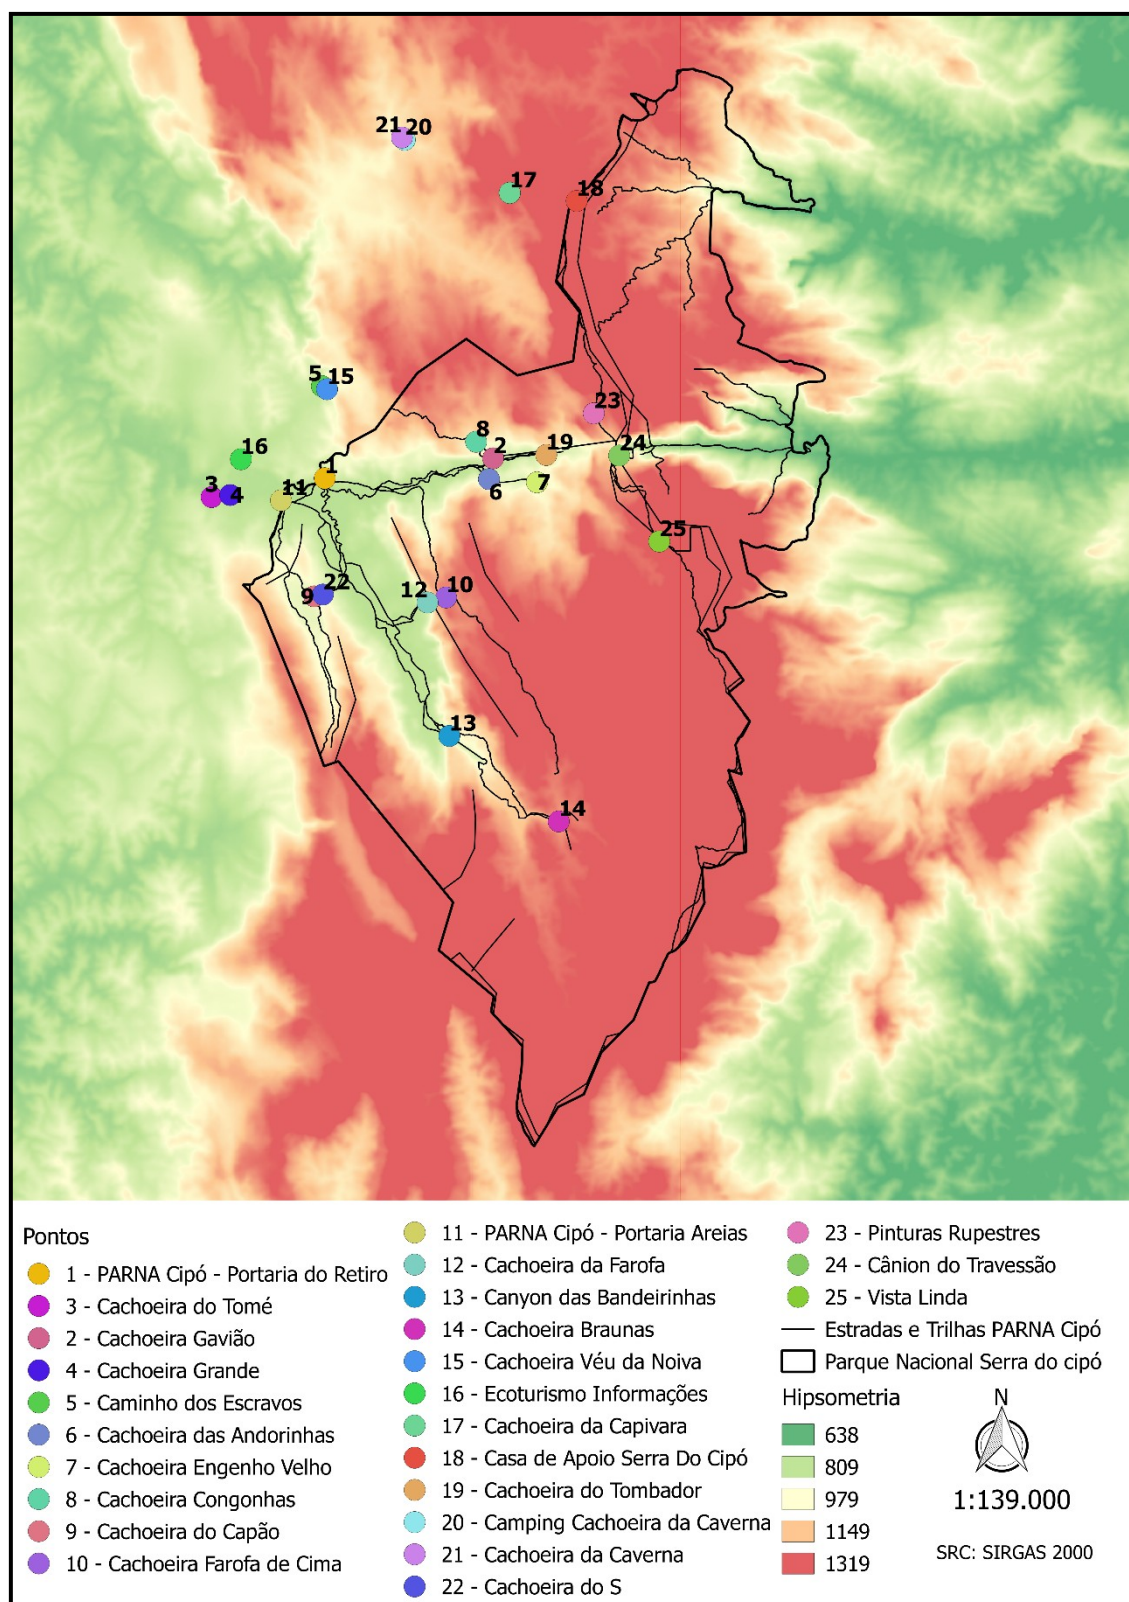 21 20
17
18
5 15
23
8
16
2
19
24
1
3
4
11
6
7
25
9
22
12
10
13
14
Pontos
1 - PARNA Cipó - Portaria do Retiro
3 - Cachoeira do Tomé
2 - Cachoeira Gavião
4 - Cachoeira Grande
5 - Caminho dos Escravos
6 - Cachoeira das Andorinhas
7 - Cachoeira Engenho Velho
8 - Cachoeira Congonhas
9 - Cachoeira do Capão
10 - Cachoeira Farofa de Cima
11 - PARNA Cipó - Portaria Areias
12 - Cachoeira da Farofa
13 - Canyon das Bandeirinhas
14 - Cachoeira Braunas
15 - Cachoeira Véu da Noiva
16 - Ecoturismo Informações
17 - Cachoeira da Capivara
18 - Casa de Apoio Serra Do Cipó
19 - Cachoeira do Tombador
20 - Camping Cachoeira da Caverna
21 - Cachoeira da Caverna
22 - Cachoeira do S
23 - Pinturas Rupestres
24 - Cânion do Travessão
25 - Vista Linda
Estradas e Trilhas PARNA Cipó
Parque Nacional Serra do cipó
Hipsometria
638
809
979
1149
1319
N
1:139.000
SRC: SIRGAS 2000